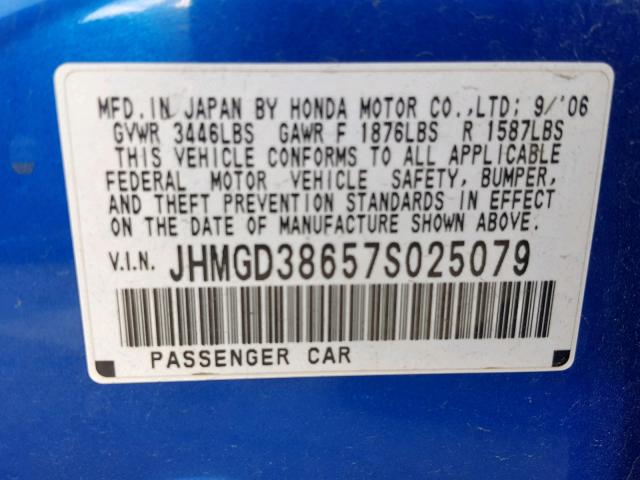 MFD.IN JAPAN BY HONDA MOTOR CO.,LTD; 9/'06
GVWR 3446LBS GAWR F 1876LBS R 1587LBS
THIS VEHICLE CONFORMS TO ALL APPLICABLE
FEDERAL MOTOR VEHICLE SAFETY, BUMPER,
AND THEFT PREVENTION STANDARDS IN EFFECT
ON THE DATE OF MANUFACTURE SHOWN ABOVE.
V.I.N. JHMGD38657S025079
PASSENGER CAR